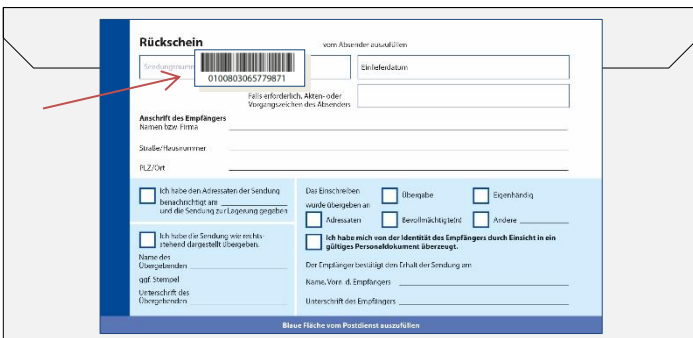 Rückschein
vom Absender auszufüllen
Sendungsnumm
0100803065779871
Einlieferdatum
Falls erforderlich, Akten- oder
Vorgangszeichen des Absenders
Anschrift des Empfängers
Namen bzw. Firma
Straße/Hausnummer
PLZ/Ort
Ich habe den Adressaten der Sendung
benachrichtigt am
und die Sendung zur Lagerung gegeben
Ich habe die Sendung wie rechts-
stehend dargestellt übergeben.
Name des
Übergebenden
ggf. Stempel
Unterschrift des
Übergebenden
Das Einschreiben
wurde übergeben an
Übergabe
Eigenhändig
Adressaten
Bevollmächtigte(n)
Andere
Ich habe mich von der Identität des Empfängers durch Einsicht in ein
gültiges Personaldokument überzeugt.
Der Empfänger bestätigt den Erhalt der Sendung am
Name, Vorn. d. Empfängers
Unterschrift des Empfängers
Blaue Fläche vom Postdienst auszufüllen